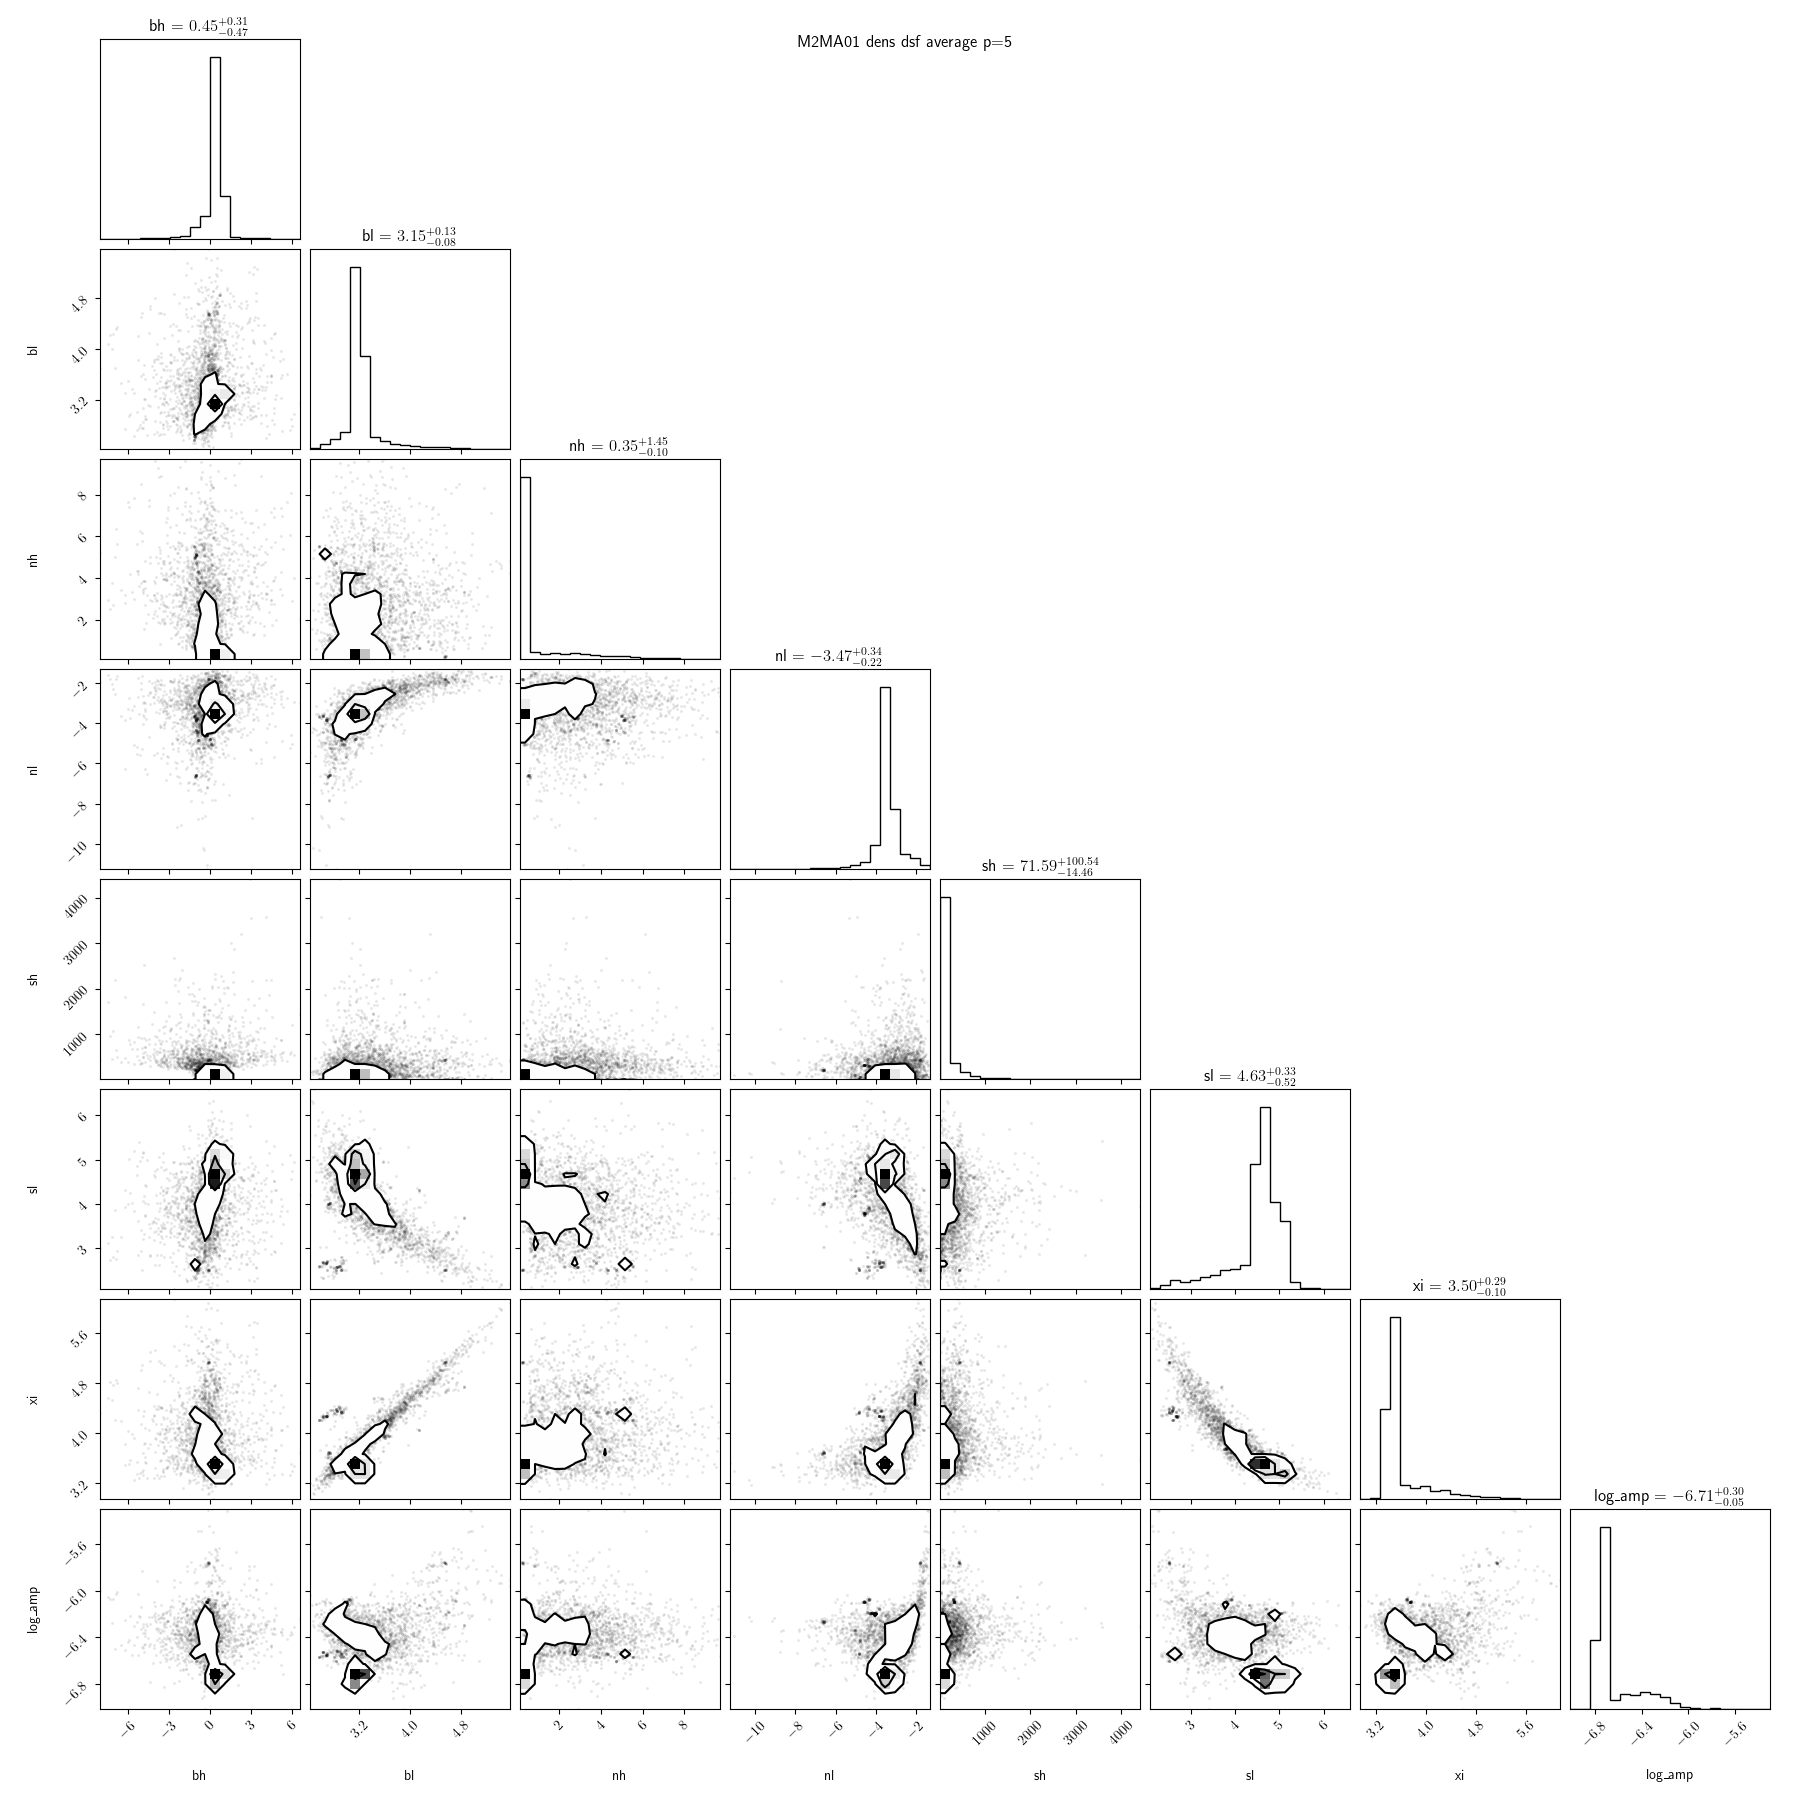 bh = 0.45^{+0.31}_{-0.47}
M2MA01 dens dsf average p=5
bl = 3.15^{+0.13}_{-0.08}
4.8
4.0
3.2
bl
nh = 0.35^{+1.45}_{-0.10}
8
6
4
2
nh
nl = −3.47^{+0.34}_{-0.22}
−2
−4
−6
−8
−10
nl
sh = 71.59^{+100.54}_{-14.46}
4000
3000
2000
1000
sh
sl = 4.63^{+0.33}_{-0.52}
6
5
4
3
sl
xi = 3.50^{+0.29}_{-0.10}
5.6
4.8
4.0
3.2
xi
log_amp = −6.71^{+0.30}_{-0.05}
−5.6
−6.0
−6.4
−6.8
log_amp
−6 −3 0 3 6 3.2 4.0 4.8 2 4 6 8 −10 −8 −6 −4 −2 1000 2000 3000 4000 3 4 5 6 3.2 4.0 4.8 5.6 −6.8 −6.4 −6.0 −5.6
bh bl nh nl sh sl xi log_amp